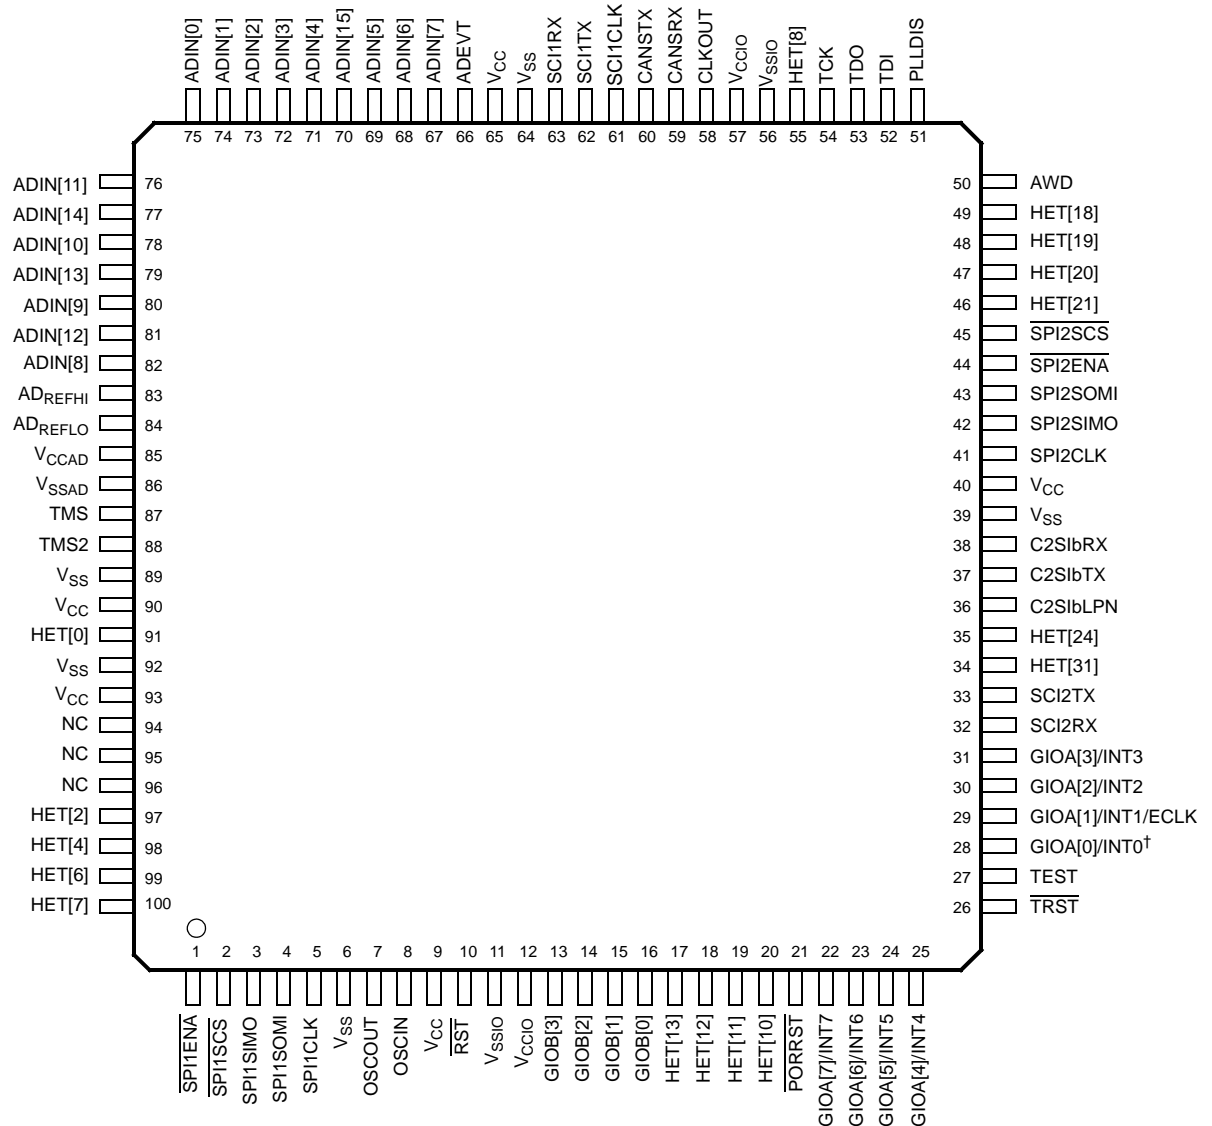 ADIN[0] ADIN[1] ADIN[2] ADIN[3] ADIN[4] ADIN[15] ADIN[5] ADIN[6] ADIN[7] ADEVT VCC VSS SCI1RX SCI1TX SCI1CLK CANSTX CANSRX CLKOUT VCCIO VSSIO HET[8] TCK TDO TDI PLLDIS
75 74 73 72 71 70 69 68 67 66 65 64 63 62 61 60 59 58 57 56 55 54 53 52 51
ADIN[11] 76 50 AWD
ADIN[14] 77 49 HET[18]
ADIN[10] 78 48 HET[19]
ADIN[13] 79 47 HET[20]
ADIN[9] 80 46 HET[21]
ADIN[12] 81 45 SPI2SCS
ADIN[8] 82 44 SPI2ENA
ADREFHI 83 43 SPI2SOMI
ADREFLO 84 42 SPI2SIMO
VCCAD 85 41 SPI2CLK
VSSAD 86 40 VCC
TMS 87 39 VSS
TMS2 88 38 C2SIbRX
VSS 89 37 C2SIbTX
VCC 90 36 C2SIbLPN
HET[0] 91 35 HET[24]
VSS 92 34 HET[31]
VCC 93 33 SCI2TX
NC 94 32 SCI2RX
NC 95 31 GIOA[3]/INT3
NC 96 30 GIOA[2]/INT2
HET[2] 97 29 GIOA[1]/INT1/ECLK
HET[4] 98 28 GIOA[0]/INT0†
HET[6] 99 27 TEST
HET[7] 100 26 TRST
1 2 3 4 5 6 7 8 9 10 11 12 13 14 15 16 17 18 19 20 21 22 23 24 25
SPI1ENA SPI1SCS SPI1SIMO SPI1SOMI SPI1CLK VSS OSCOUT OSCIN VCC RST VSSIO VCCIO GIOB[3] GIOB[2] GIOB[1] GIOB[0] HET[13] HET[12] HET[11] HET[10] PORRST GIOA[7]/INT7 GIOA[6]/INT6 GIOA[5]/INT5 GIOA[4]/INT4